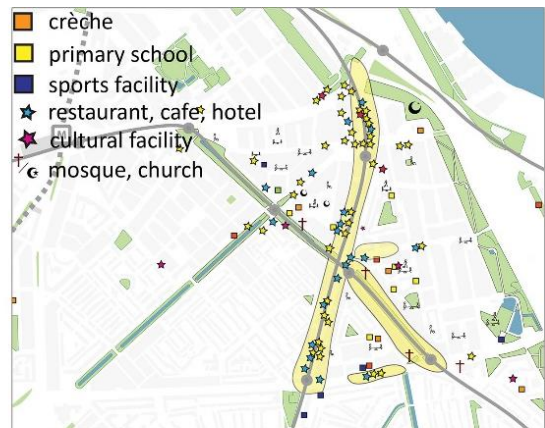 crèche
primary school
sports facility
restaurant, cafe, hotel
M
cultural facility
mosque, church